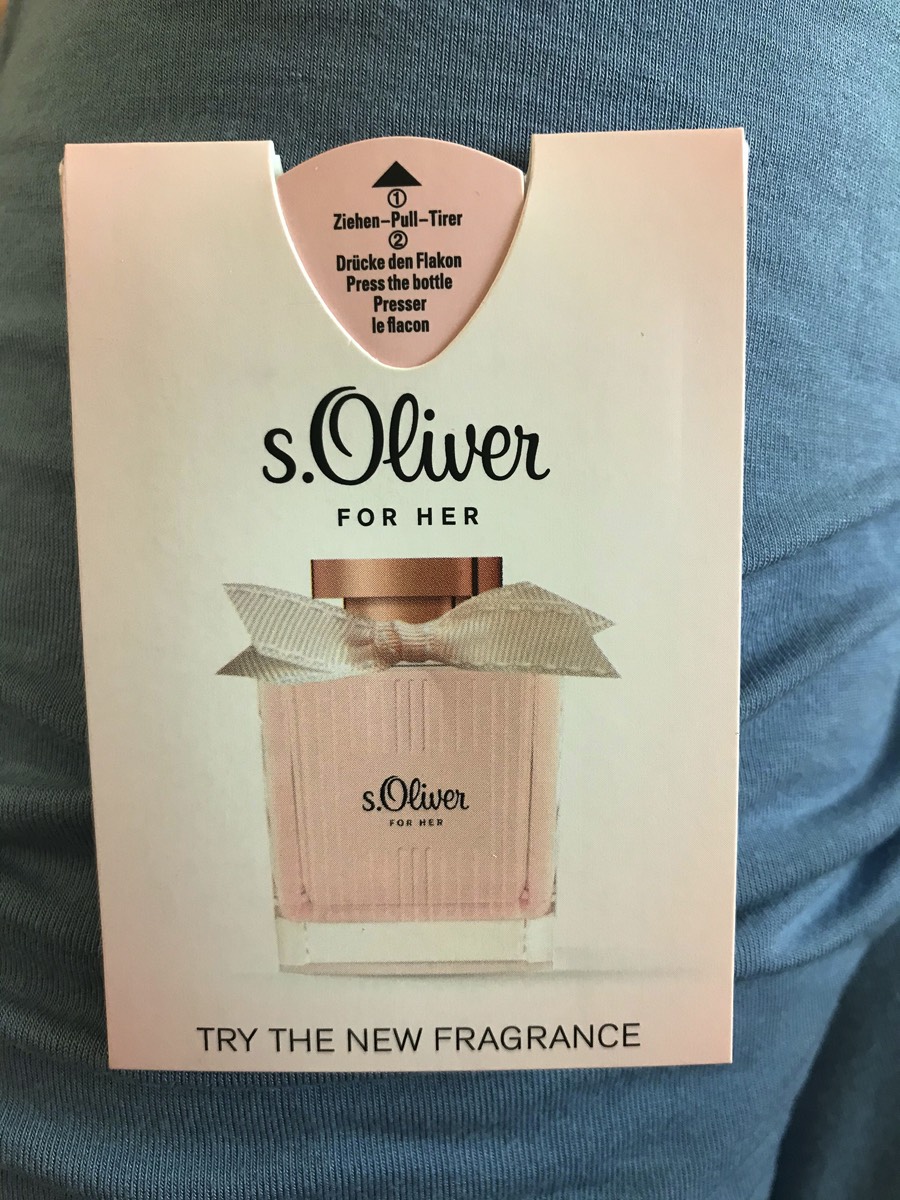 ①
Ziehen–Pull–Tirer
②
Drücke den Flakon
Press the bottle
Presser
le flacon
s.Oliver
FOR HER
s.Oliver
FOR HER
TRY THE NEW FRAGRANCE